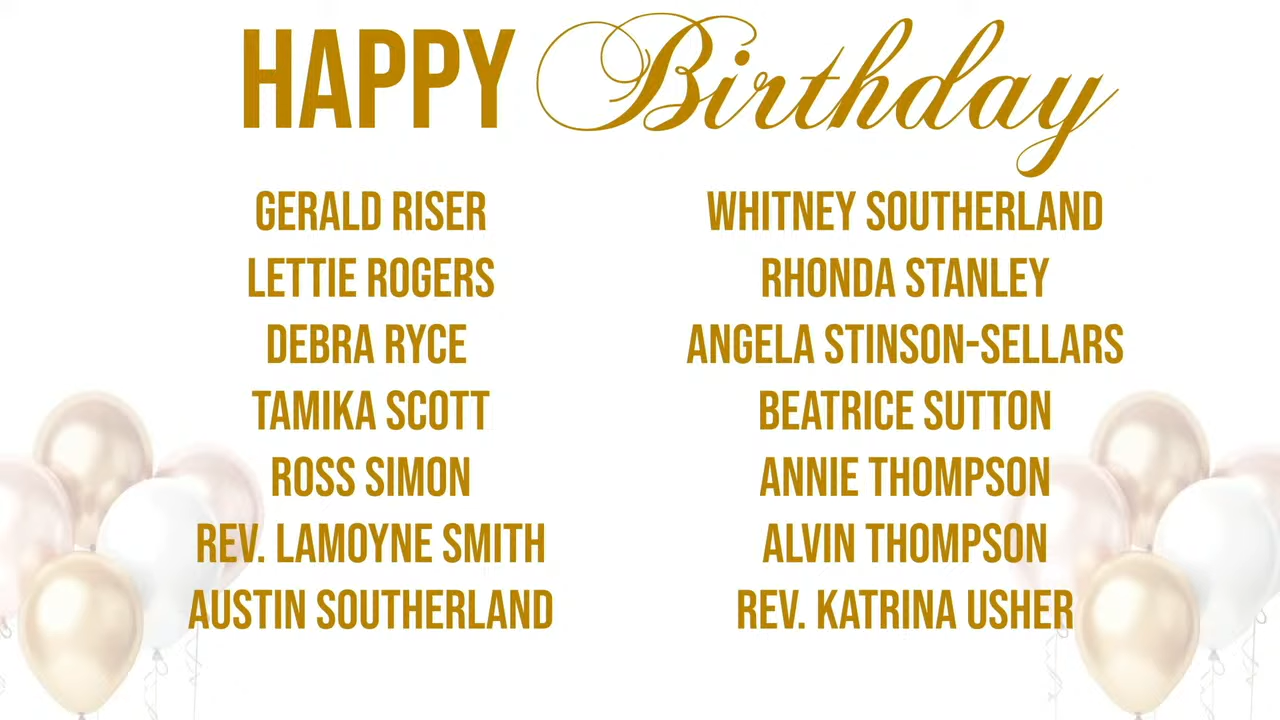 HAPPY Birthday
GERALD RISER
LETTIE ROGERS
DEBRA RYCE
TAMIKA SCOTT
ROSS SIMON
REV. LAMOYNE SMITH
AUSTIN SOUTHERLAND
WHITNEY SOUTHERLAND
RHONDA STANLEY
ANGELA STINSON-SELLARS
BEATRICE SUTTON
ANNIE THOMPSON
ALVIN THOMPSON
REV. KATRINA USHER